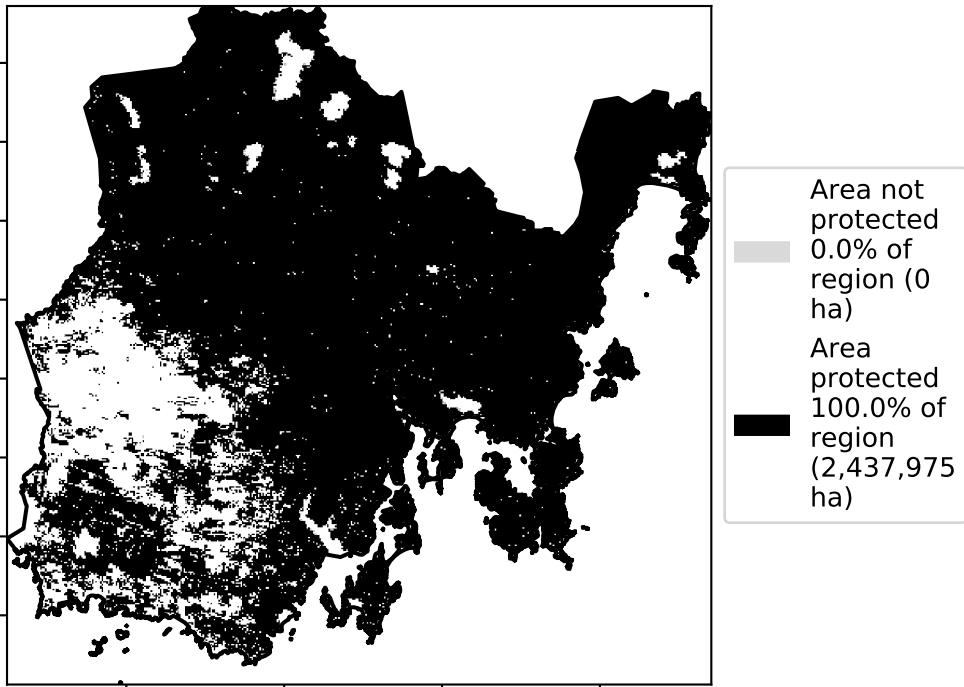 Area not
protected
0.0% of
region (0
ha)
Area
protected
100.0% of
region
(2,437,975
ha)